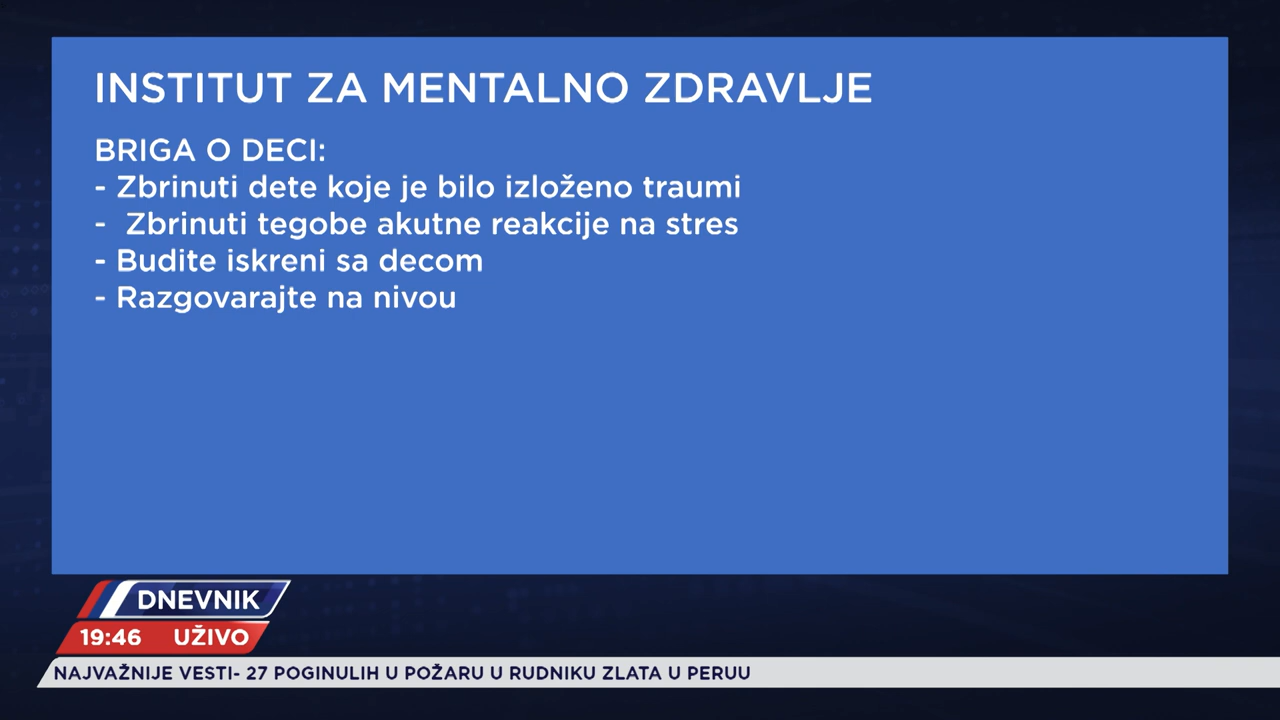 INSTITUT ZA MENTALNO ZDRAVLJE
BRIGA O DECI:
- Zbrinuti dete koje je bilo izloženo traumi
-  Zbrinuti tegobe akutne reakcije na stres
- Budite iskreni sa decom
- Razgovarajte na nivou
DNEVNIK
19:46 UŽIVO
NAJVAŽNIJE VESTI- 27 POGINULIH U POŽARU U RUDNIKU ZLATA U PERUU